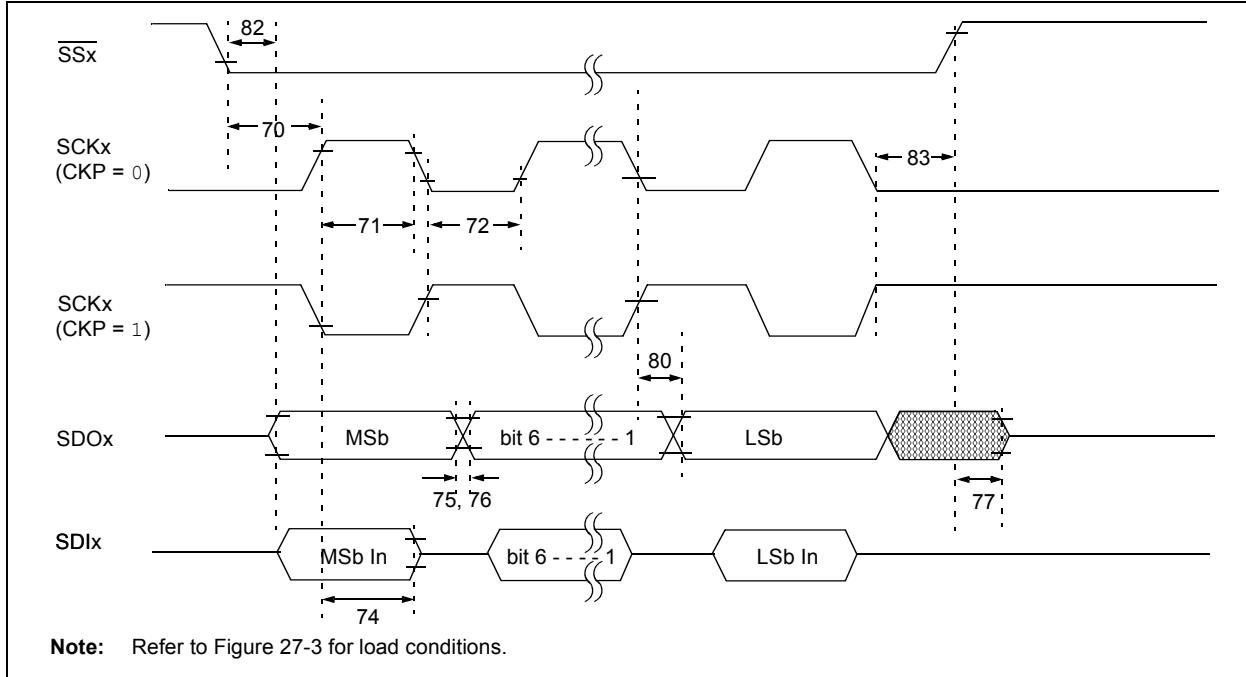 82
SSx
70
SCKx
(CKP = 0)
83
71
72
SCKx
(CKP = 1)
80
SDOx
MSb
bit 6 - - - - - - 1
LSb
75, 76
77
SDIx
MSb In
bit 6 - - - - - 1
LSb In
74
Note: Refer to Figure 27-3 for load conditions.